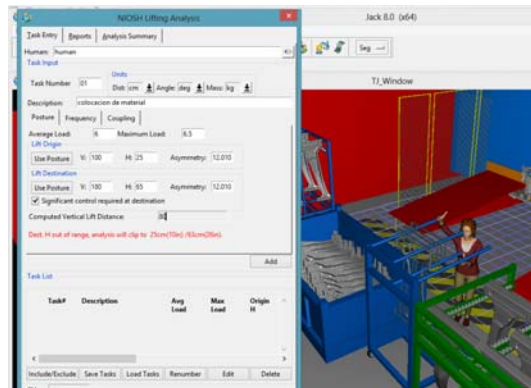 NIOSH Lifting Analysis
Jack 8.0 (x64)
Task Entry Reports Analysis Summary
Human: human
Seg
Task Input
Units
Task Number 01 Dist: cm Angle: deg Mass: kg
TJ_Window
Description: colocacion de material
Posture Frequency Coupling
Average Load: 6 Maximum Load: 6.5
Lift Origin
Use Posture V: 100 H: 25 Asymmetry: 12.010
Lift Destination
Use Posture V: 100 H: 65 Asymmetry: 12.010
Significant control required at destination
Computed Vertical Lift Distance:
Dest. H out of range, analysis will clip to 25cm(10in) /63cm(26in).
Add
Task List
Task# Description Avg Load Max Load Origin H
Include/Exclude Save Tasks Load Tasks Renumber Edit Delete